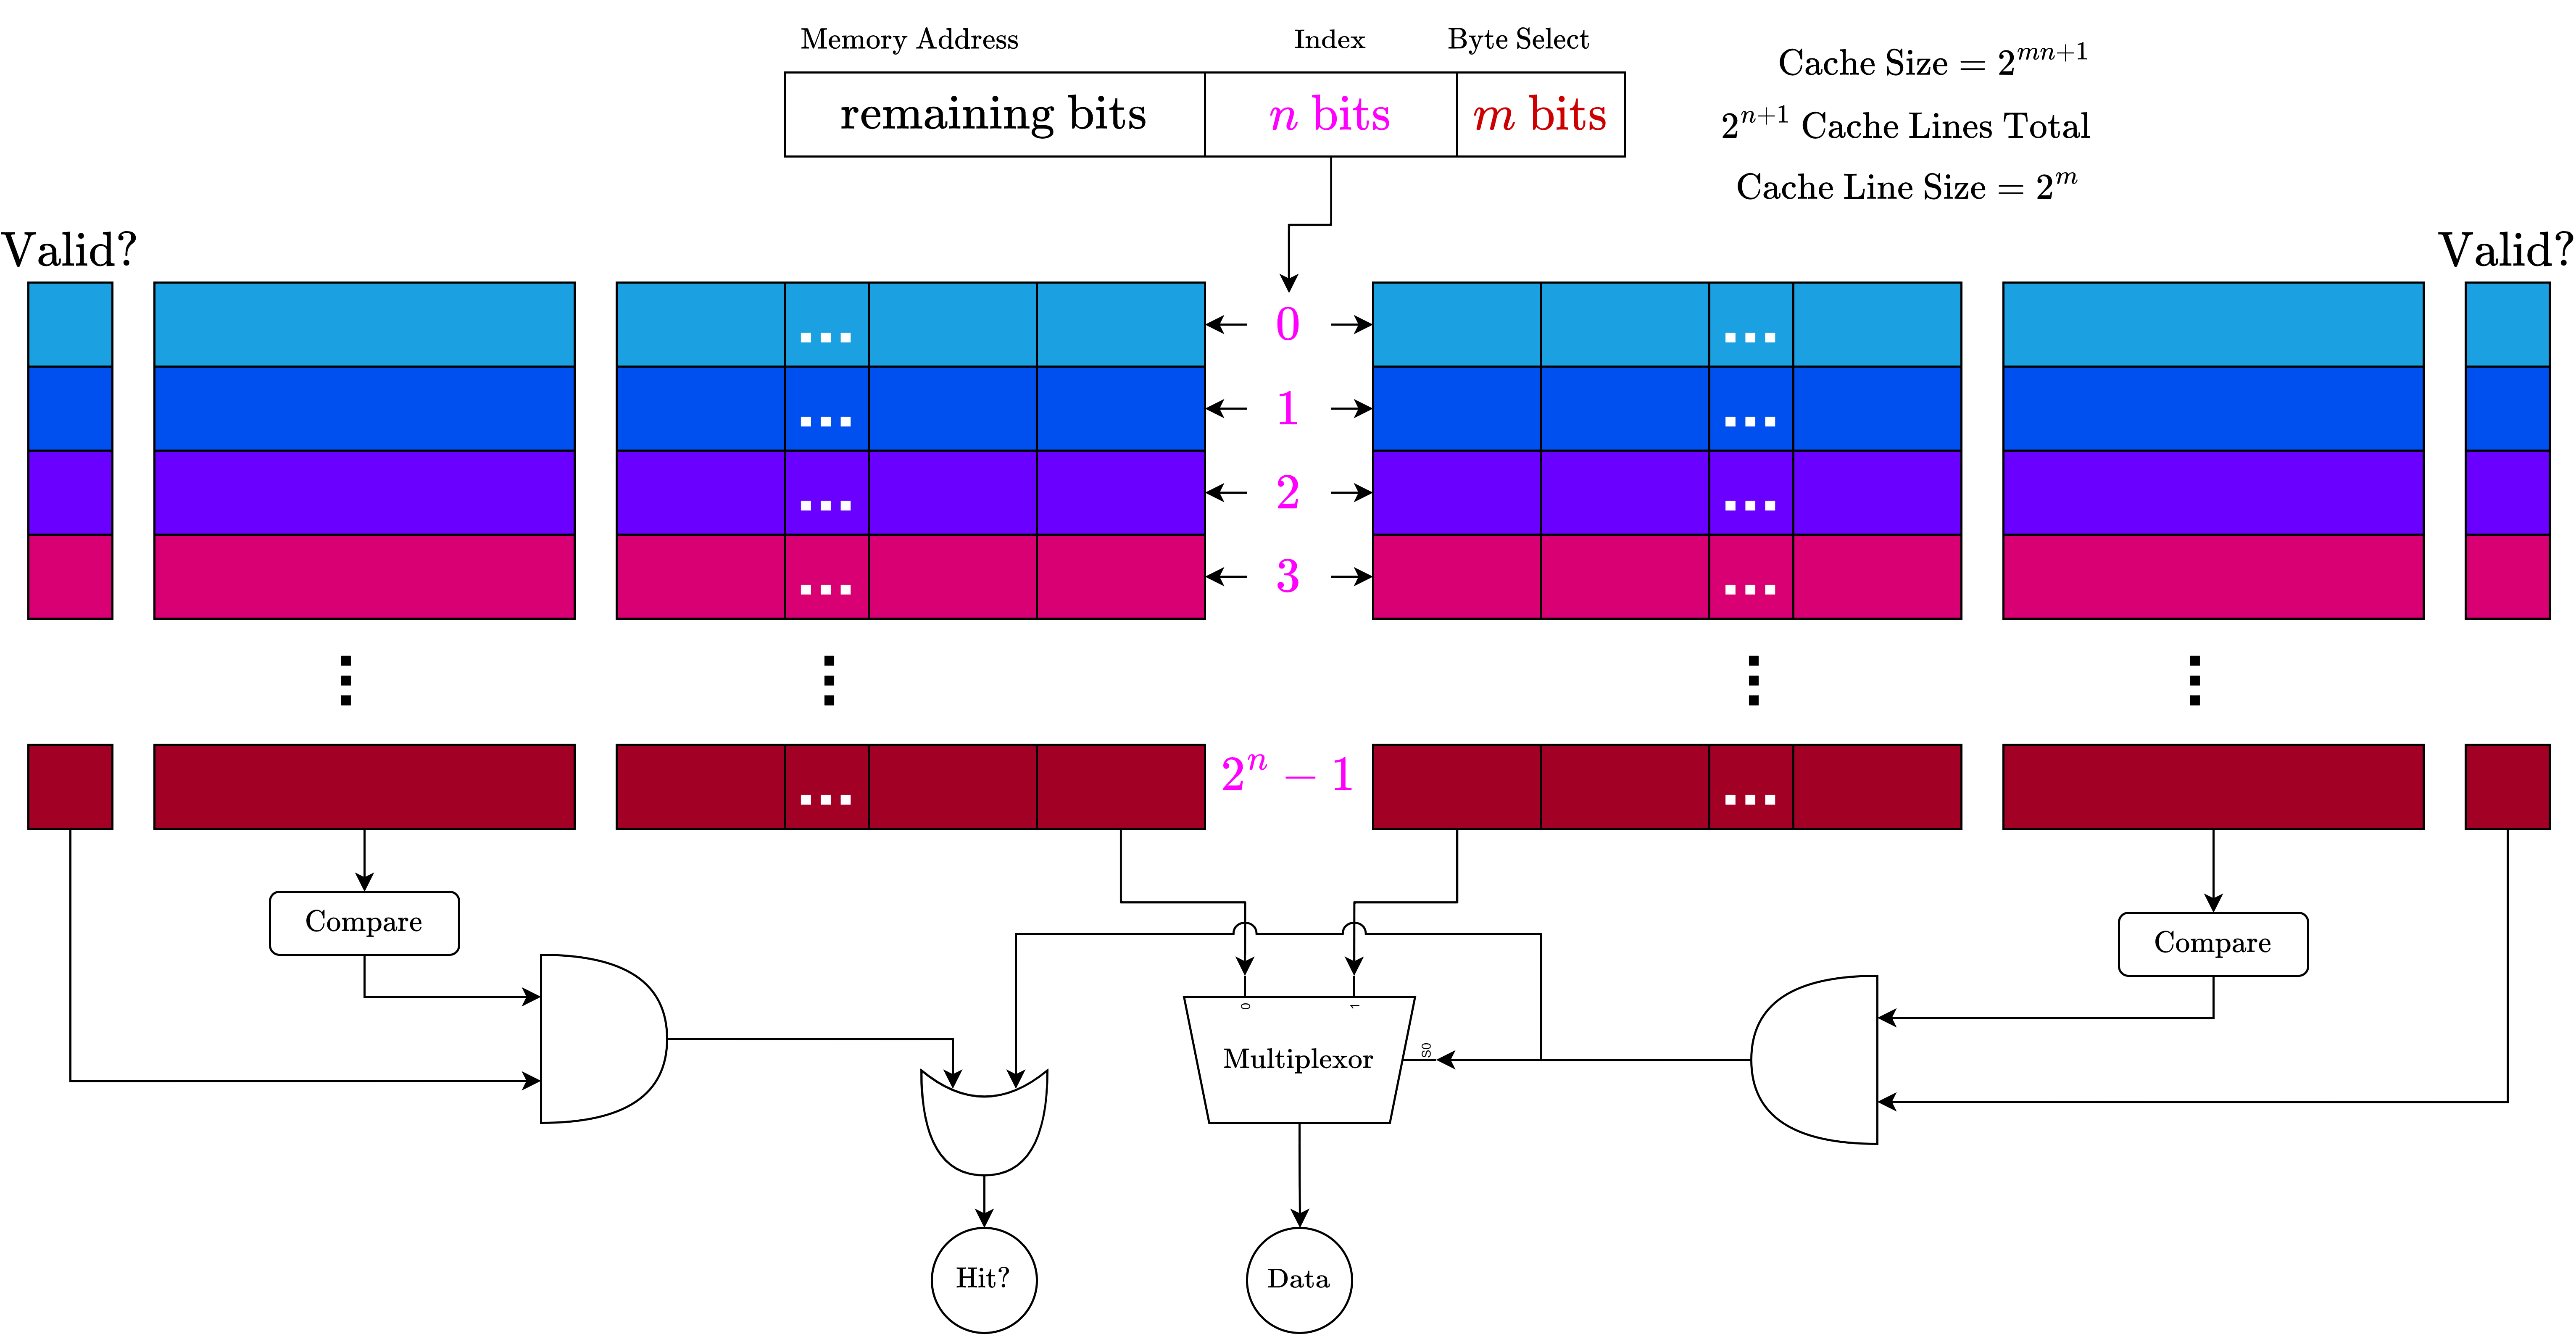 Memory Address Index Byte Select
remaining bits n bits m bits
Cache Size = 2^{mn+1}
2^{n+1} Cache Lines Total
Cache Line Size = 2^m
Valid? Valid?
... 0 ...
... 1 ...
... 2 ...
... 3 ...
... 2^n − 1 ...
Compare
Compare
0 1
Multiplexor S0
Hit? Data